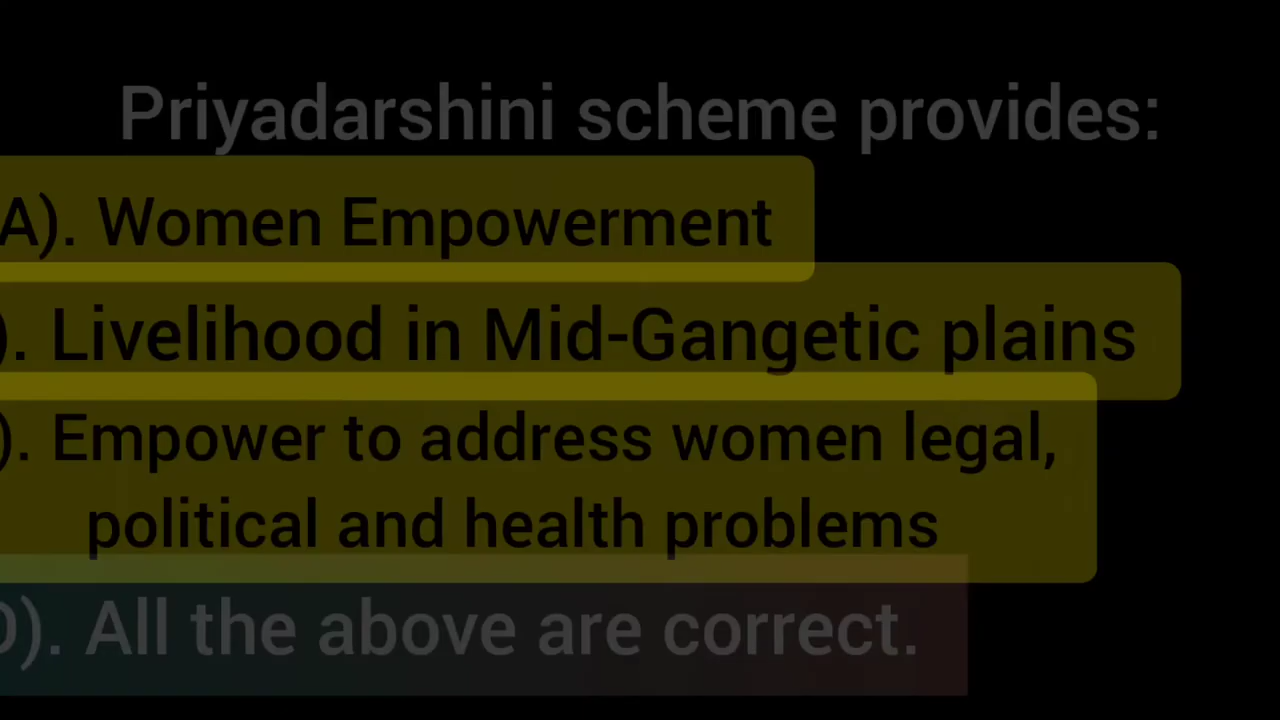 Priyadarshini scheme provides:
A). Women Empowerment
). Livelihood in Mid-Gangetic plains
). Empower to address women legal,
political and health problems
D). All the above are correct.